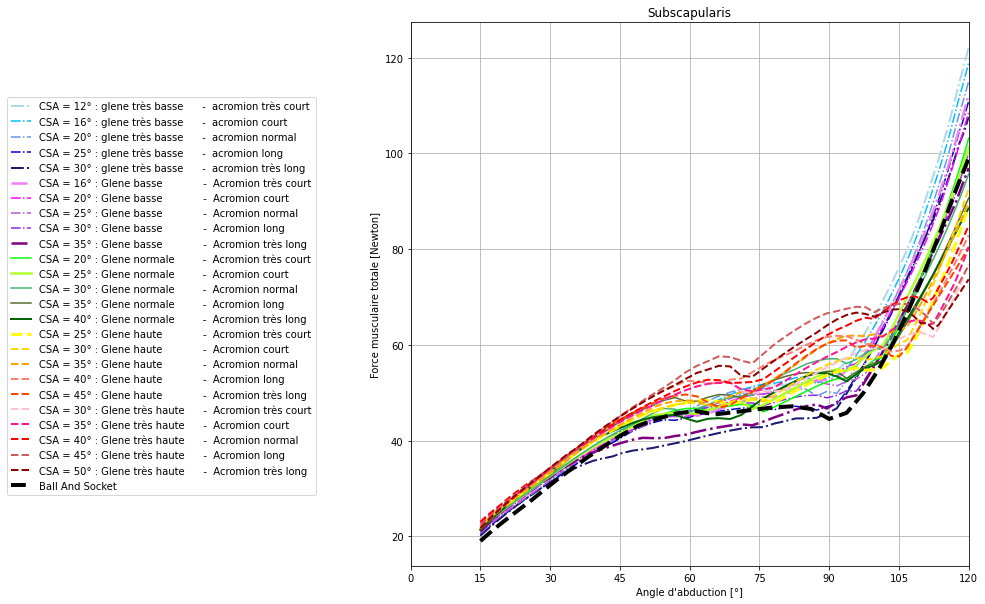 Subscapularis
120
100
80
60
40
20
Force musculaire totale [Newton]
0
15
30
45
60
75
90
105
120
Angle d'abduction [°]
CSA = 12° : glene très basse - acromion très court
CSA = 16° : glene très basse - acromion court
CSA = 20° : glene très basse - acromion normal
CSA = 25° : glene très basse - acromion long
CSA = 30° : glene très basse - acromion très long
CSA = 16° : Glene basse - Acromion très court
CSA = 20° : Glene basse - Acromion court
CSA = 25° : Glene basse - Acromion normal
CSA = 30° : Glene basse - Acromion long
CSA = 35° : Glene basse - Acromion très long
CSA = 20° : Glene normale - Acromion très court
CSA = 25° : Glene normale - Acromion court
CSA = 30° : Glene normale - Acromion normal
CSA = 35° : Glene normale - Acromion long
CSA = 40° : Glene normale - Acromion très long
CSA = 25° : Glene haute - Acromion très court
CSA = 30° : Glene haute - Acromion court
CSA = 35° : Glene haute - Acromion normal
CSA = 40° : Glene haute - Acromion long
CSA = 45° : Glene haute - Acromion très long
CSA = 30° : Glene très haute - Acromion très court
CSA = 35° : Glene très haute - Acromion court
CSA = 40° : Glene très haute - Acromion normal
CSA = 45° : Glene très haute - Acromion long
CSA = 50° : Glene très haute - Acromion très long
Ball And Socket